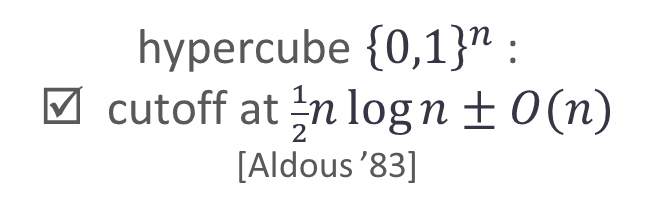 hypercube {0,1}ⁿ :
☑ cutoff at ½n log n ± O(n)
[Aldous ’83]